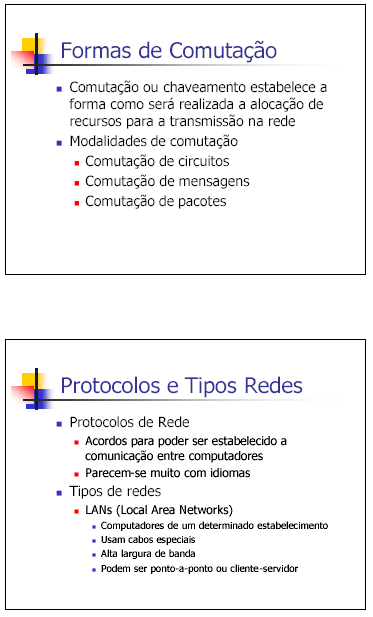 Formas de Comutação
Comutação ou chaveamento estabelece a
forma como será realizada a alocação de
recursos para a transmissão na rede
Modalidades de comutação
Comutação de circuitos
Comutação de mensagens
Comutação de pacotes
Protocolos e Tipos Redes
Protocolos de Rede
Acordos para poder ser estabelecido a
comunicação entre computadores
Parecem-se muito com idiomas
Tipos de redes
LANs (Local Area Networks)
Computadores de um determinado estabelecimento
Usam cabos especiais
Alta largura de banda
Podem ser ponto-a-ponto ou cliente-servidor